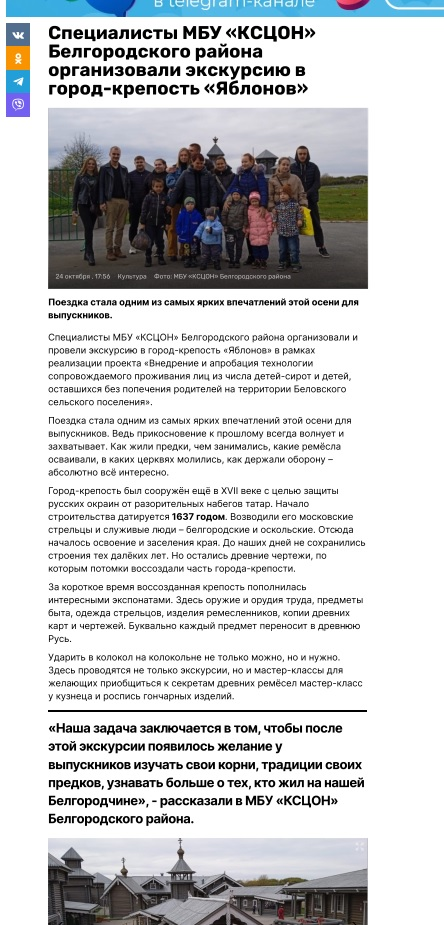 в telegram-канале
Специалисты МБУ «КСЦОН»
Белгородского района
организовали экскурсию в
город-крепость «Яблонов»
24 октября , 17:56 Культура Фото: МБУ «КСЦОН» Белгородского района
Поездка стала одним из самых ярких впечатлений этой осени для
выпускников.
Специалисты МБУ «КСЦОН» Белгородского района организовали и
провели экскурсию в город-крепость «Яблонов» в рамках
реализации проекта «Внедрение и апробация технологии
сопровождаемого проживания лиц из числа детей-сирот и детей,
оставшихся без попечения родителей на территории Беловского
сельского поселения».
Поездка стала одним из самых ярких впечатлений этой осени для
выпускников. Ведь прикосновение к прошлому всегда волнует и
захватывает. Как жили предки, чем занимались, какие ремёсла
осваивали, в каких церквях молились, как держали оборону –
абсолютно всё интересно.
Город-крепость был сооружён ещё в XVII веке с целью защиты
русских окраин от разорительных набегов татар. Начало
строительства датируется 1637 годом. Возводили его московские
стрельцы и служивые люди – белгородские и оскольские. Отсюда
началось освоение и заселения края. До наших дней не сохранились
строения тех далёких лет. Но остались древние чертежи, по
которым потомки воссоздали часть города-крепости.
За короткое время воссозданная крепость пополнилась
интересными экспонатами. Здесь оружие и орудия труда, предметы
быта, одежда стрельцов, изделия ремесленников, копии древних
карт и чертежей. Буквально каждый предмет переносит в древнюю
Русь.
Ударить в колокол на колокольне не только можно, но и нужно.
Здесь проводятся не только экскурсии, но и мастер-классы для
желающих приобщиться к секретам древних ремёсел мастер-класс
у кузнеца и роспись гончарных изделий.
«Наша задача заключается в том, чтобы после
этой экскурсии появилось желание у
выпускников изучать свои корни, традиции своих
предков, узнавать больше о тех, кто жил на нашей
Белгородчине», - рассказали в МБУ «КСЦОН»
Белгородского района.